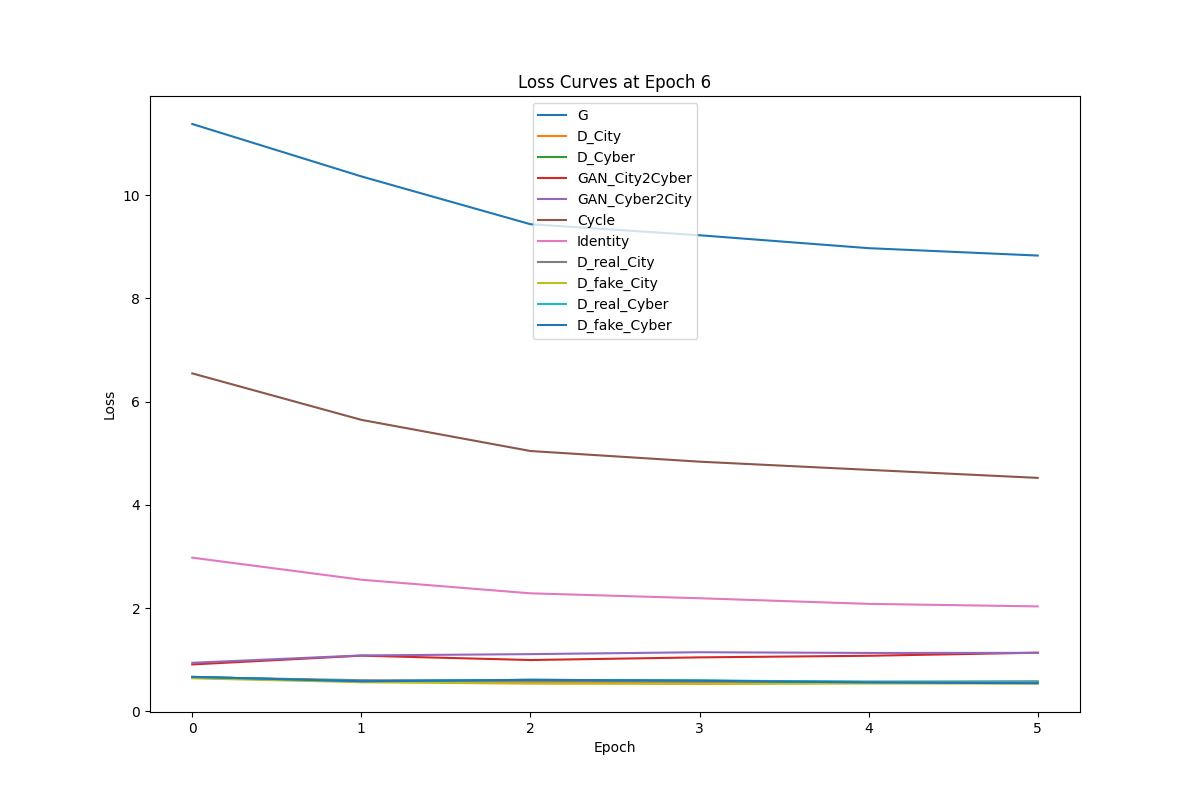 Loss Curves at Epoch 6
G
D_City
D_Cyber
GAN_City2Cyber
GAN_Cyber2City
Cycle
Identity
D_real_City
D_fake_City
D_real_Cyber
D_fake_Cyber
10
8
6
4
2
0
Loss
0 1 2 3 4 5
Epoch